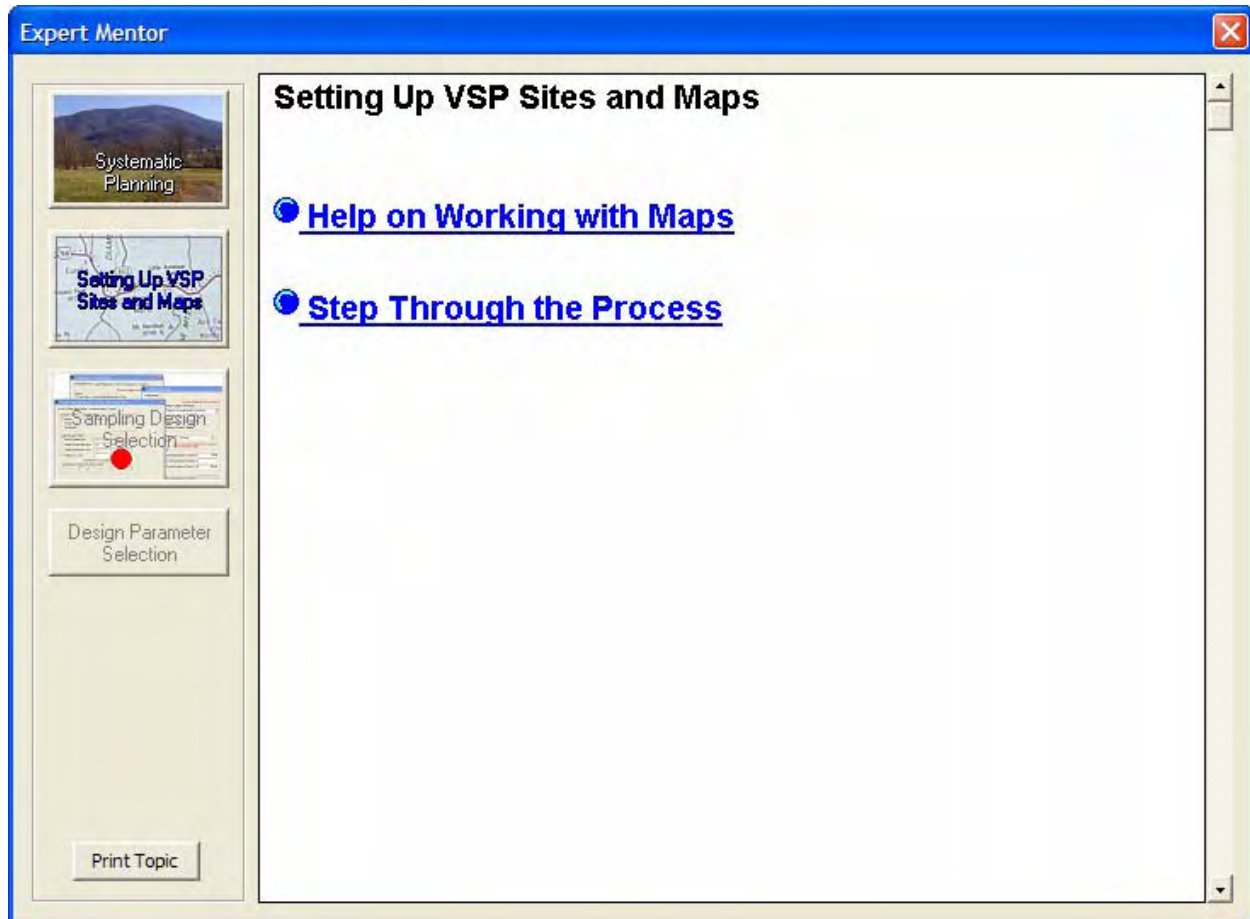 Expert Mentor
Systematic
Planning
Setting Up VSP
Sites and Maps
Sampling Design
Selection
Design Parameter
Selection
Print Topic
Setting Up VSP Sites and Maps
Help on Working with Maps
Step Through the Process